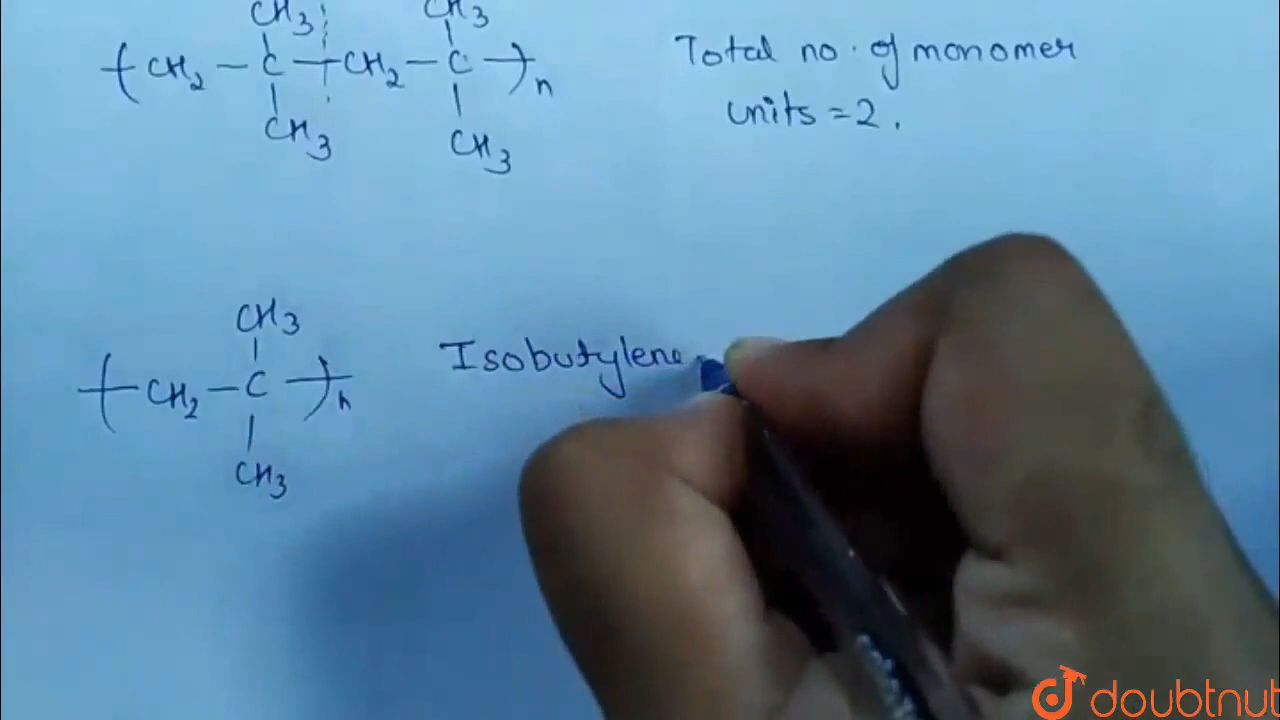 CH3 CH3
( CH2 – C – CH2 – C – )n
CH3 CH3
Total no. of monomer
units = 2.
CH3
( CH2 – C – )n
CH3
Isobutylene
doubtnut